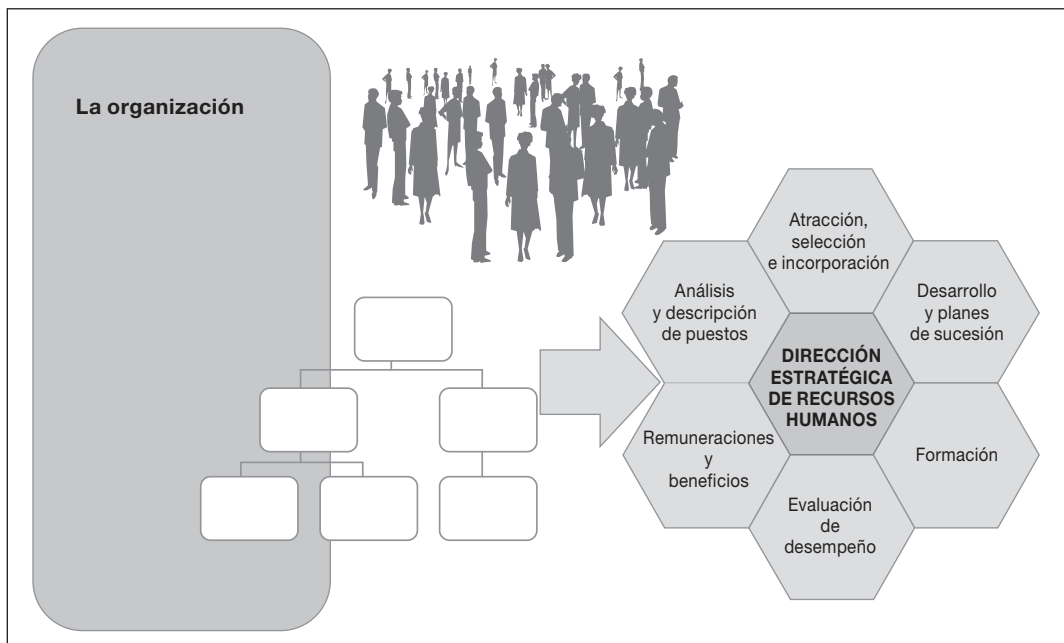 La organización
Atracción,
selección
e incorporación
Análisis
y descripción
de puestos
Desarrollo
y planes
de sucesión
DIRECCIÓN
ESTRATÉGICA
DE RECURSOS
HUMANOS
Remuneraciones
y
beneficios
Formación
Evaluación
de
desempeño